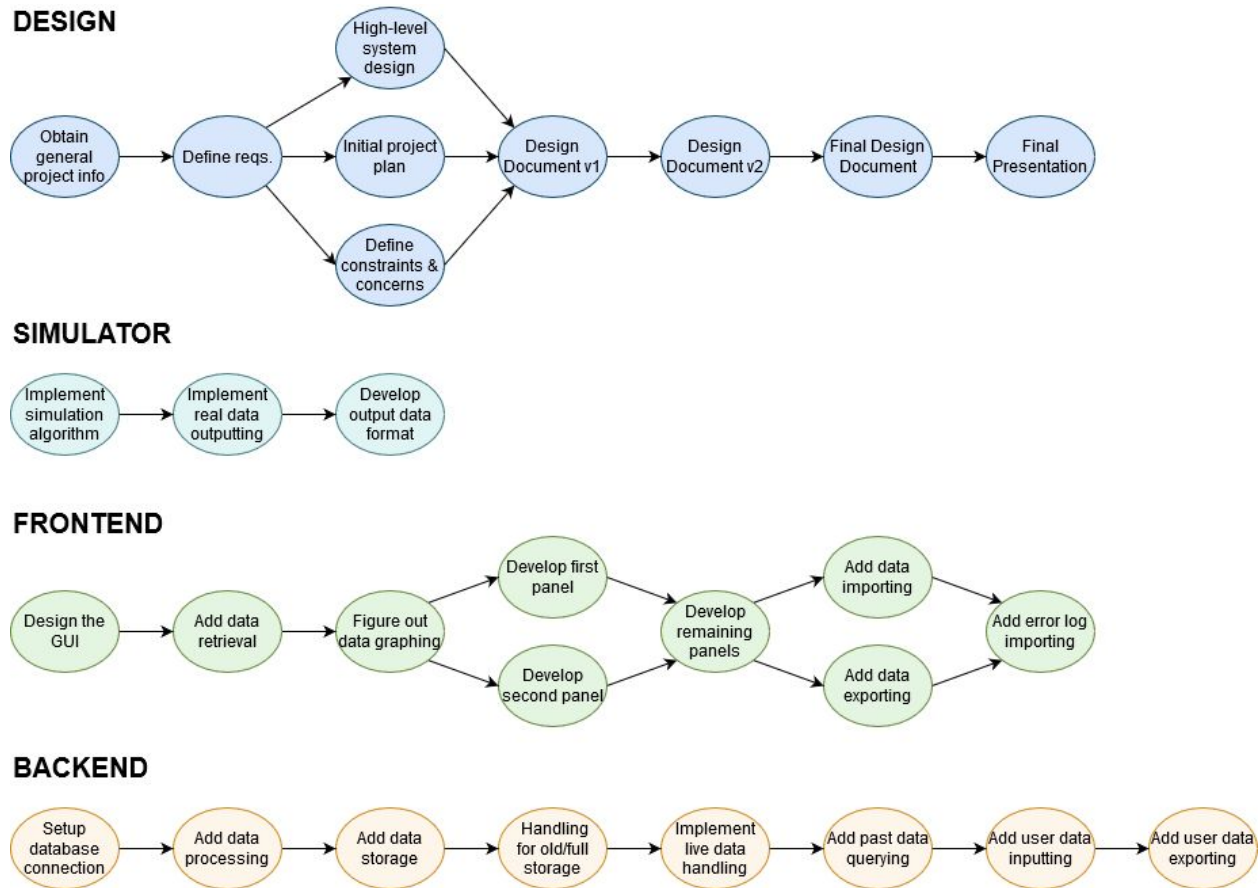 DESIGN
High-level
system
design
Obtain
general
project info
Define reqs.
Initial project
plan
Design
Document v1
Design
Document v2
Final Design
Document
Final
Presentation
Define
constraints &
concerns
SIMULATOR
Implement
simulation
algorithm
Implement
real data
outputting
Develop
output data
format
FRONTEND
Design the
GUI
Add data
retrieval
Figure out
data graphing
Develop first
panel
Develop
second panel
Develop
remaining
panels
Add data
importing
Add data
exporting
Add error log
importing
BACKEND
Setup
database
connection
Add data
processing
Add data
storage
Handling
for old/full
storage
Implement
live data
handling
Add past data
querying
Add user data
inputting
Add user data
exporting